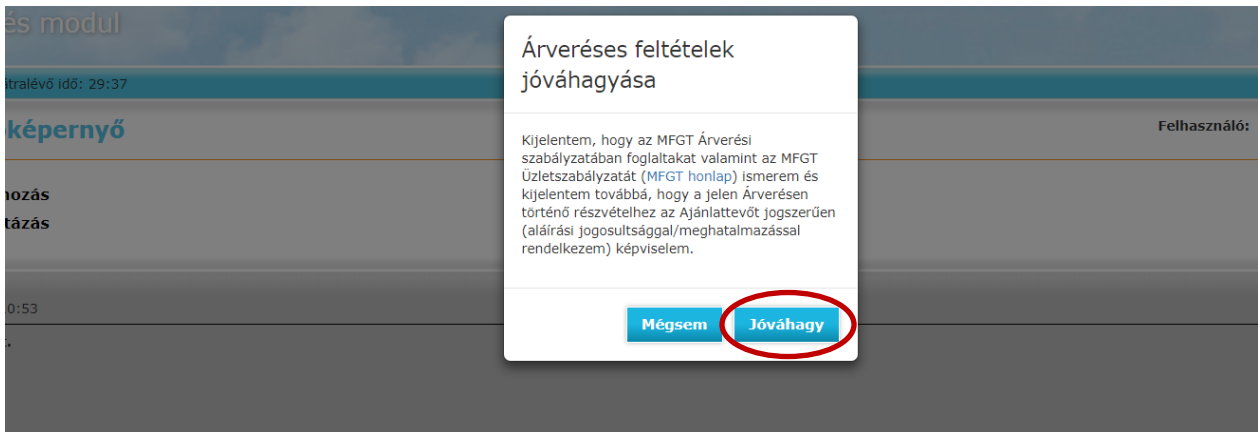 és modul
átralévő idő: 29:37
képernyő
Felhasználó:
Árveréses feltételek
jóváhagyása
Kijelentem, hogy az MFGT Árverési
szabályzatában foglaltakat valamint az MFGT
Üzletszabályzatát (MFGT honlap) ismerem és
kijelentem továbbá, hogy a jelen Árverésen
történő részvételhez az Ajánlattevőt jogszerűen
(aláírási jogosultsággal/meghatalmazással
rendelkezem) képviselem.
hozás
tázás
0:53
Mégsem Jóváhagy